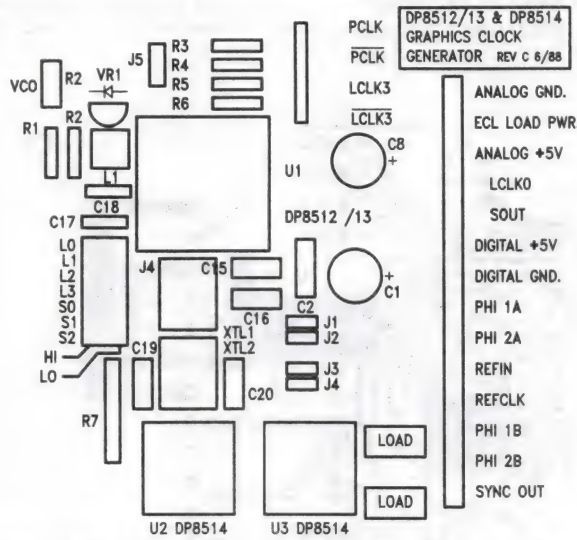 DP8512/13 & DP8514
GRAPHICS CLOCK
GENERATOR REV C 6/88
PCLK
PCLK
LCLK3
LCLK3
R3
R4
R5
R6
J5
VCO
R2
VR1
R1
R2
L1
C18
C17
U1
C8
+
DP8512 /13
L0
L1
L2
L3
S0
S1
S2
HI
LO
J4
C15
C16
C2
+
C1
J1
J2
J3
J4
XTL1
XTL2
C19
C20
R7
U2 DP8514
U3 DP8514
LOAD
LOAD
ANALOG GND.
ECL LOAD PWR
ANALOG +5V
LCLK0
SOUT
DIGITAL +5V
DIGITAL GND.
PHI 1A
PHI 2A
REFIN
REFCLK
PHI 1B
PHI 2B
SYNC OUT